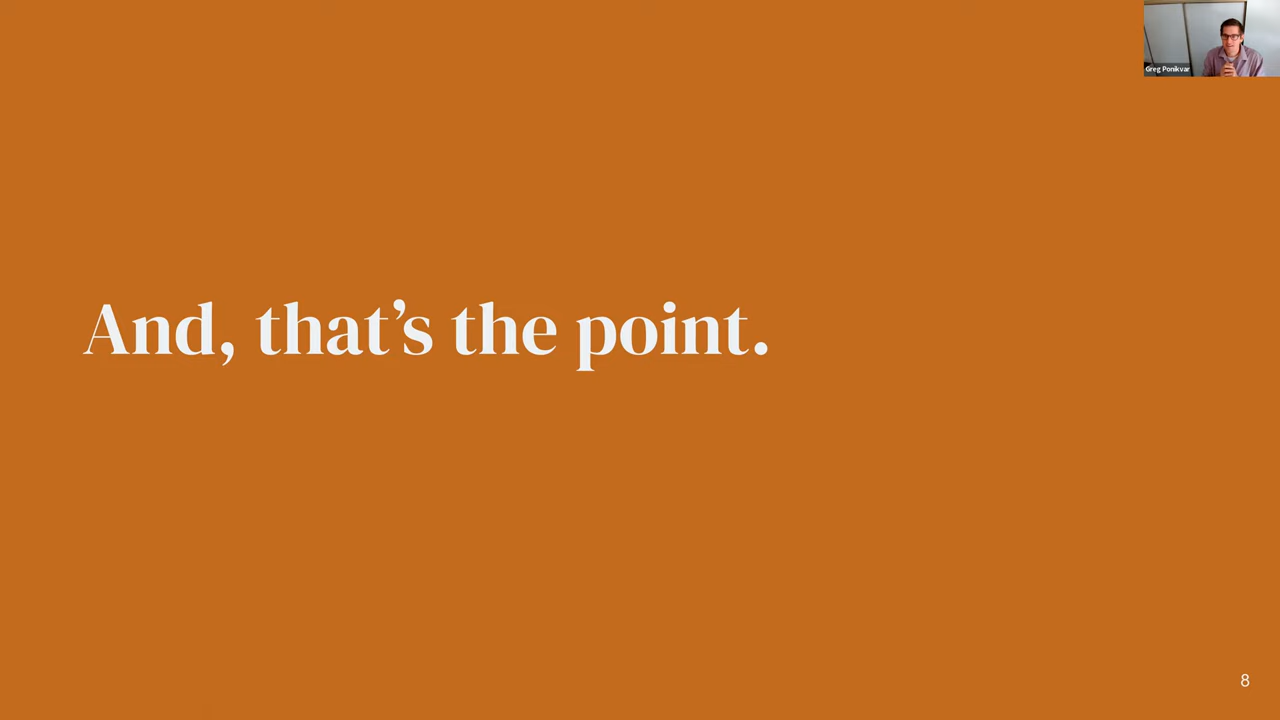 Greg Ponikvar
And, that’s the point.
8